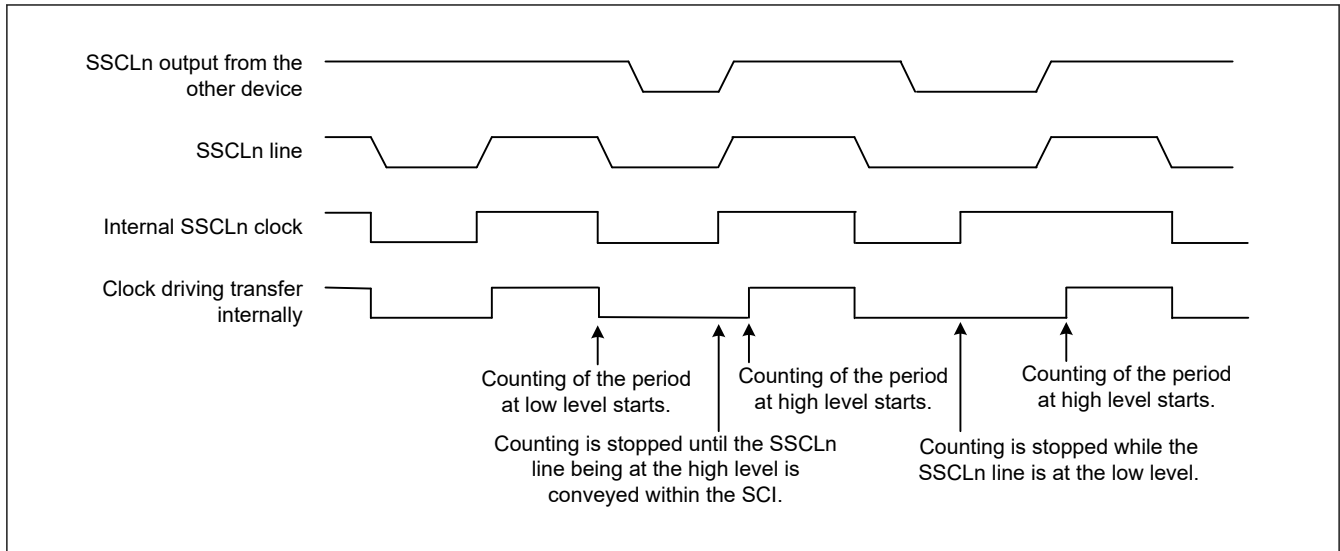 SSCLn output from the
other device
SSCLn line
Internal SSCLn clock
Clock driving transfer
internally
Counting of the period
at low level starts.
Counting is stopped until the SSCLn
line being at the high level is
conveyed within the SCI.
Counting of the period
at high level starts.
Counting is stopped while the
SSCLn line is at the low level.
Counting of the period
at high level starts.